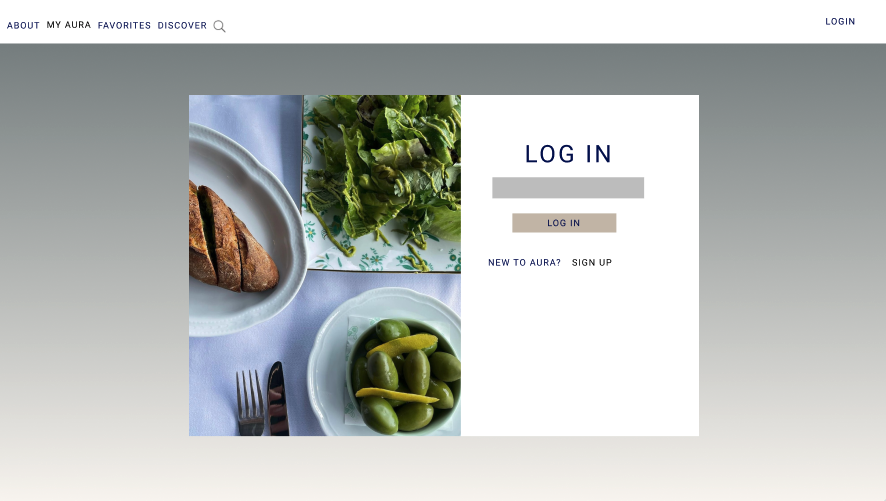 ABOUT MY AURA FAVORITES DISCOVER LOGIN
LOG IN
LOG IN
NEW TO AURA? SIGN UP